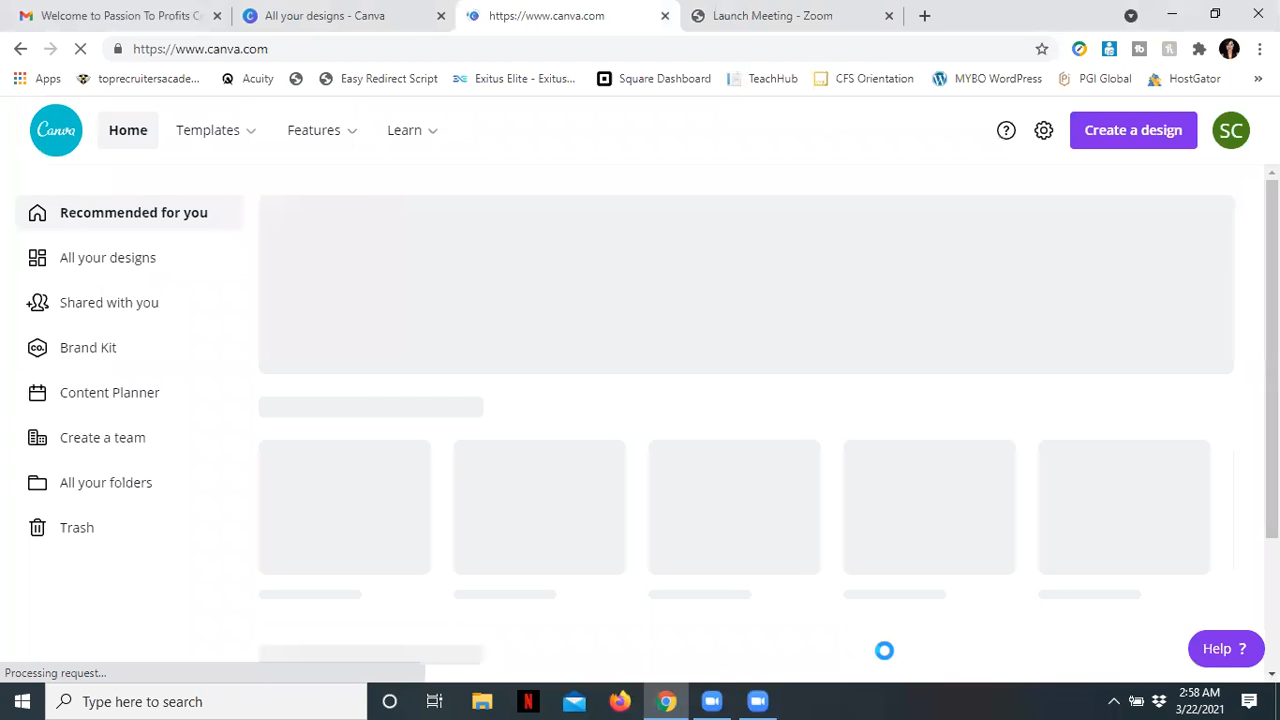 Welcome to Passion To Profits C
All your designs - Canva
https://www.canva.com
Launch Meeting - Zoom
https://www.canva.com
Apps
toprecruitersacade...
Acuity
Easy Redirect Script
Exitus Elite - Exitus...
Square Dashboard
TeachHub
CFS Orientation
MYBO WordPress
PGI Global
HostGator
»
Canva
Home
Templates
Features
Learn
Create a design
SC
Recommended for you
All your designs
Shared with you
co.
Brand Kit
Content Planner
Create a team
All your folders
Trash
Help ?
Processing request...
Type here to search
N
2:58 AM
3/22/2021